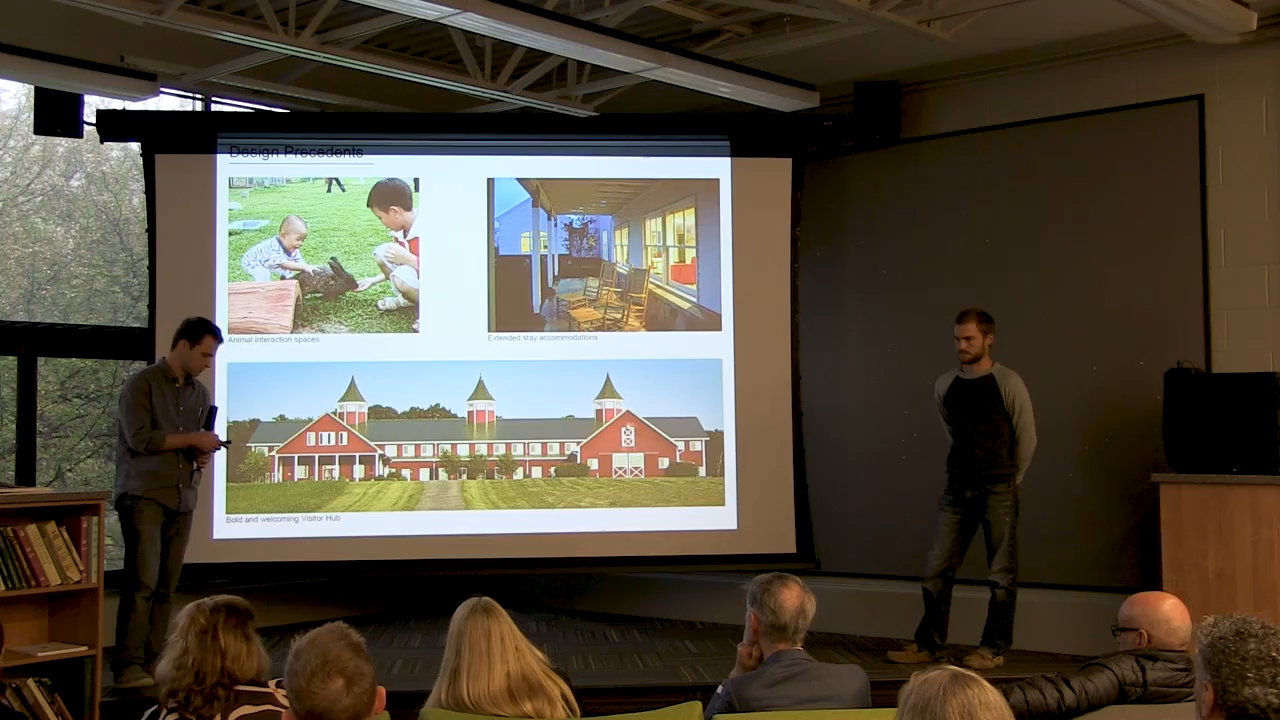 Design Precedents
Animal interaction spaces
Extended stay accommodations
Bold and welcoming Visitor Hub